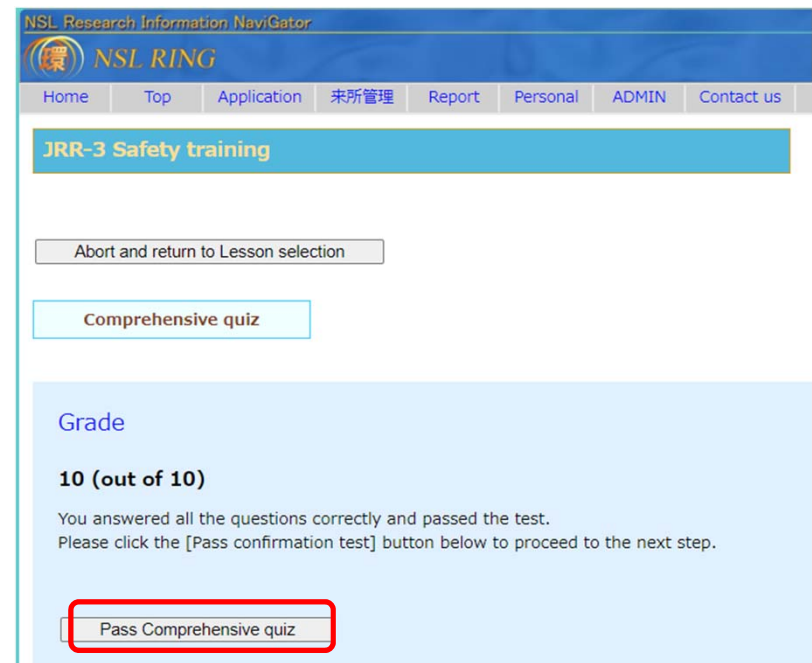 NSL Research Information NaviGator
環 NSL RING
Home Top Application 来所管理 Report Personal ADMIN Contact us
JRR-3 Safety training
Abort and return to Lesson selection
Comprehensive quiz
Grade
10 (out of 10)
You answered all the questions correctly and passed the test.
Please click the [Pass confirmation test] button below to proceed to the next step.
Pass Comprehensive quiz